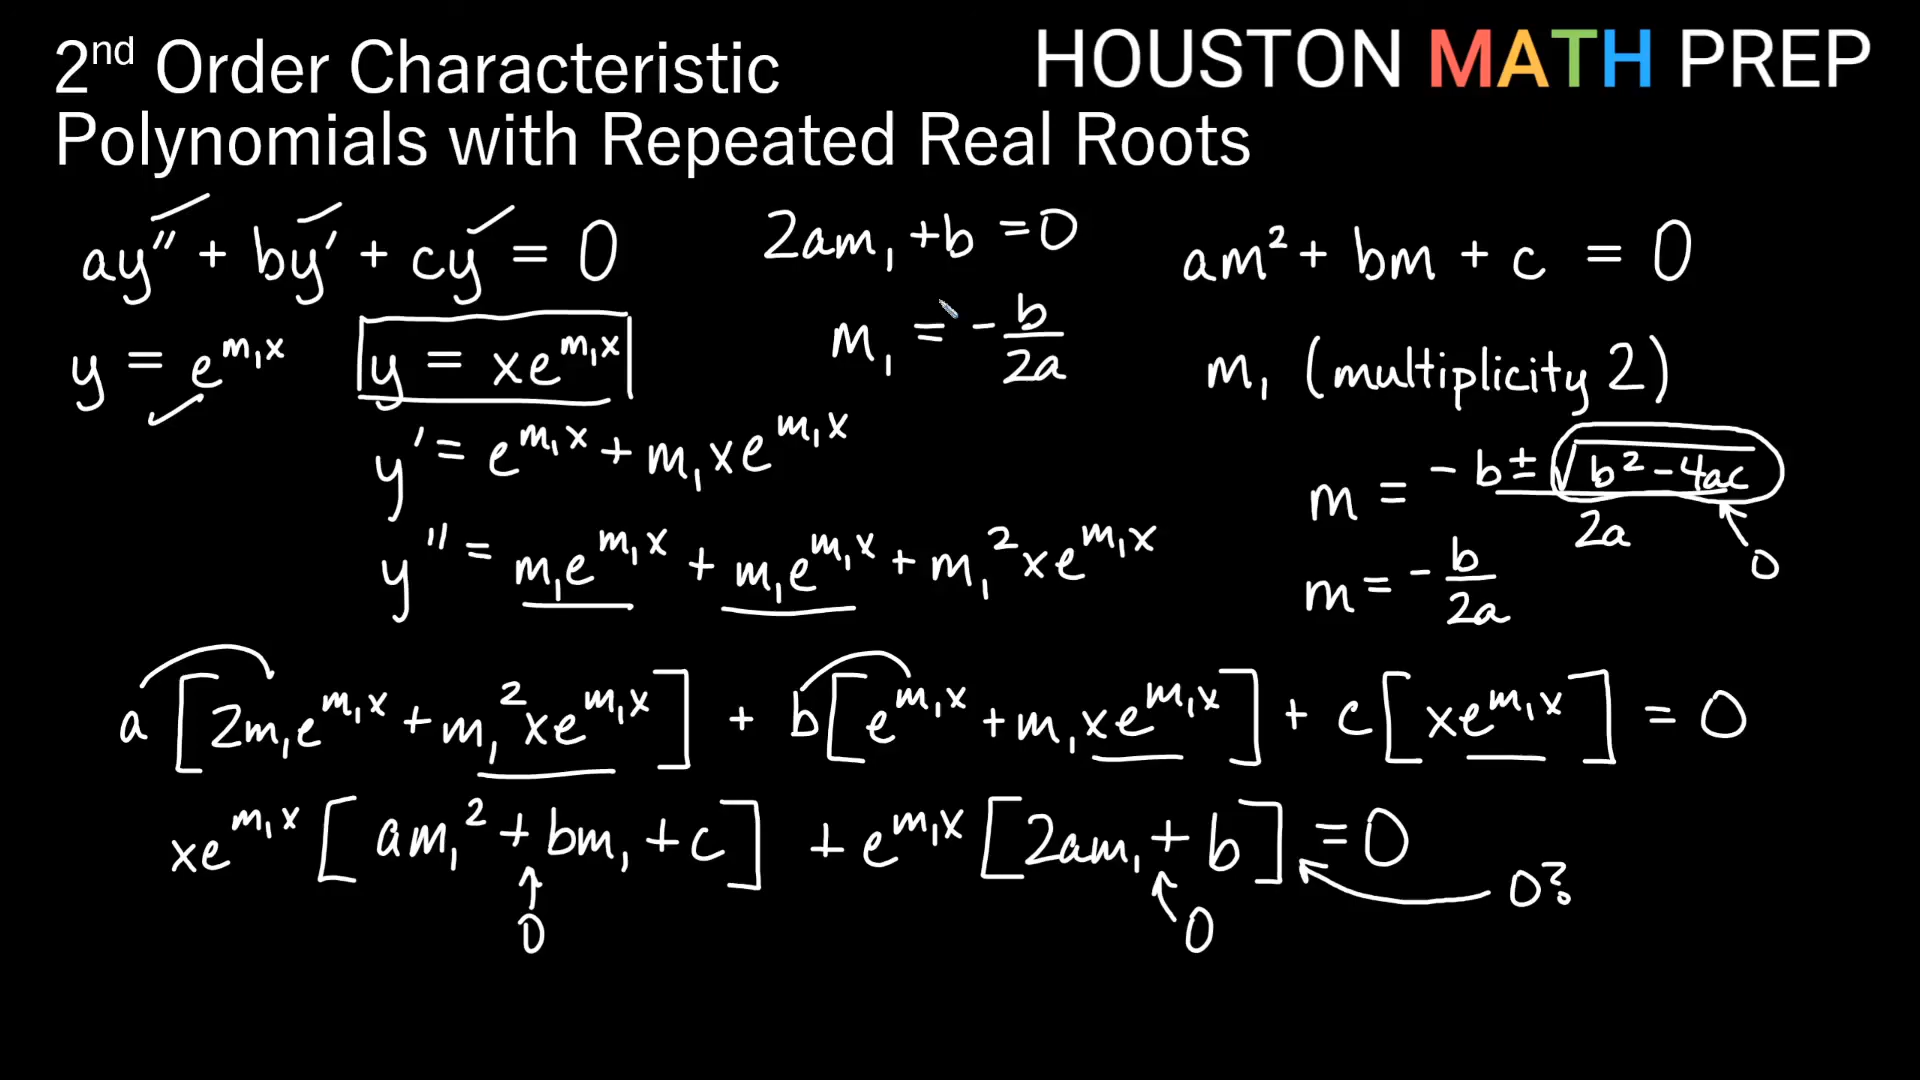 2nd Order Characteristic
Polynomials with Repeated Real Roots
HOUSTON MATH PREP
ay'' + by' + cy = 0
y = e^{m₁x}
y = xe^{m₁x}
y' = e^{m₁x} + m₁xe^{m₁x}
y'' = m₁e^{m₁x} + m₁e^{m₁x} + m₁²xe^{m₁x}
2am₁ + b = 0
m₁ = - b/2a
am² + bm + c = 0
m₁ (multiplicity 2)
m = (-b ± √(b² - 4ac))/2a
0
m = - b/2a
a[2m₁e^{m₁x} + m₁²xe^{m₁x}] + b[e^{m₁x} + m₁xe^{m₁x}] + c[xe^{m₁x}] = 0
xe^{m₁x}[am₁² + bm₁ + c] + e^{m₁x}[2am₁ + b] = 0
0 0 0?